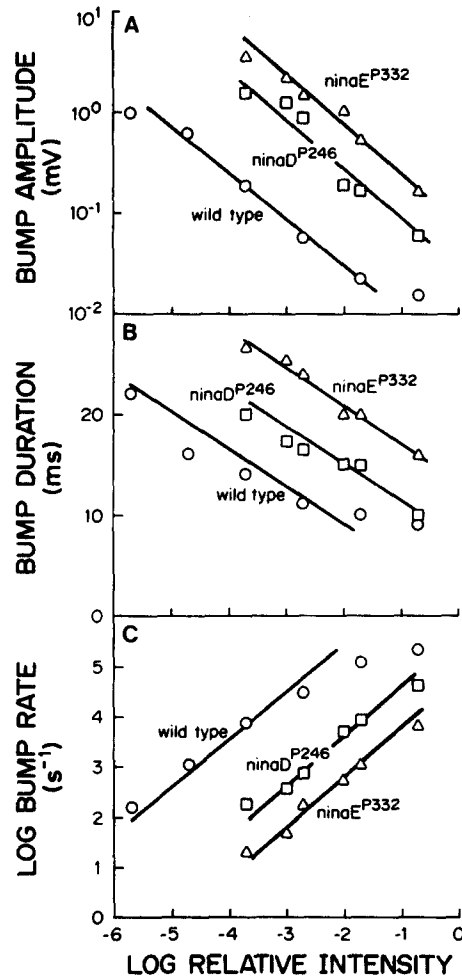 A
10¹
10⁰
10⁻¹
10⁻²
BUMP AMPLITUDE
(mV)
ninaE^P332
ninaD^P246
wild type
B
20
10
0
BUMP DURATION
(ms)
ninaD^P246
ninaE^P332
wild type
C
5
4
3
2
1
0
LOG BUMP RATE
(s⁻¹)
wild type
ninaD^P246
ninaE^P332
-6 -5 -4 -3 -2 -1 0
LOG RELATIVE INTENSITY